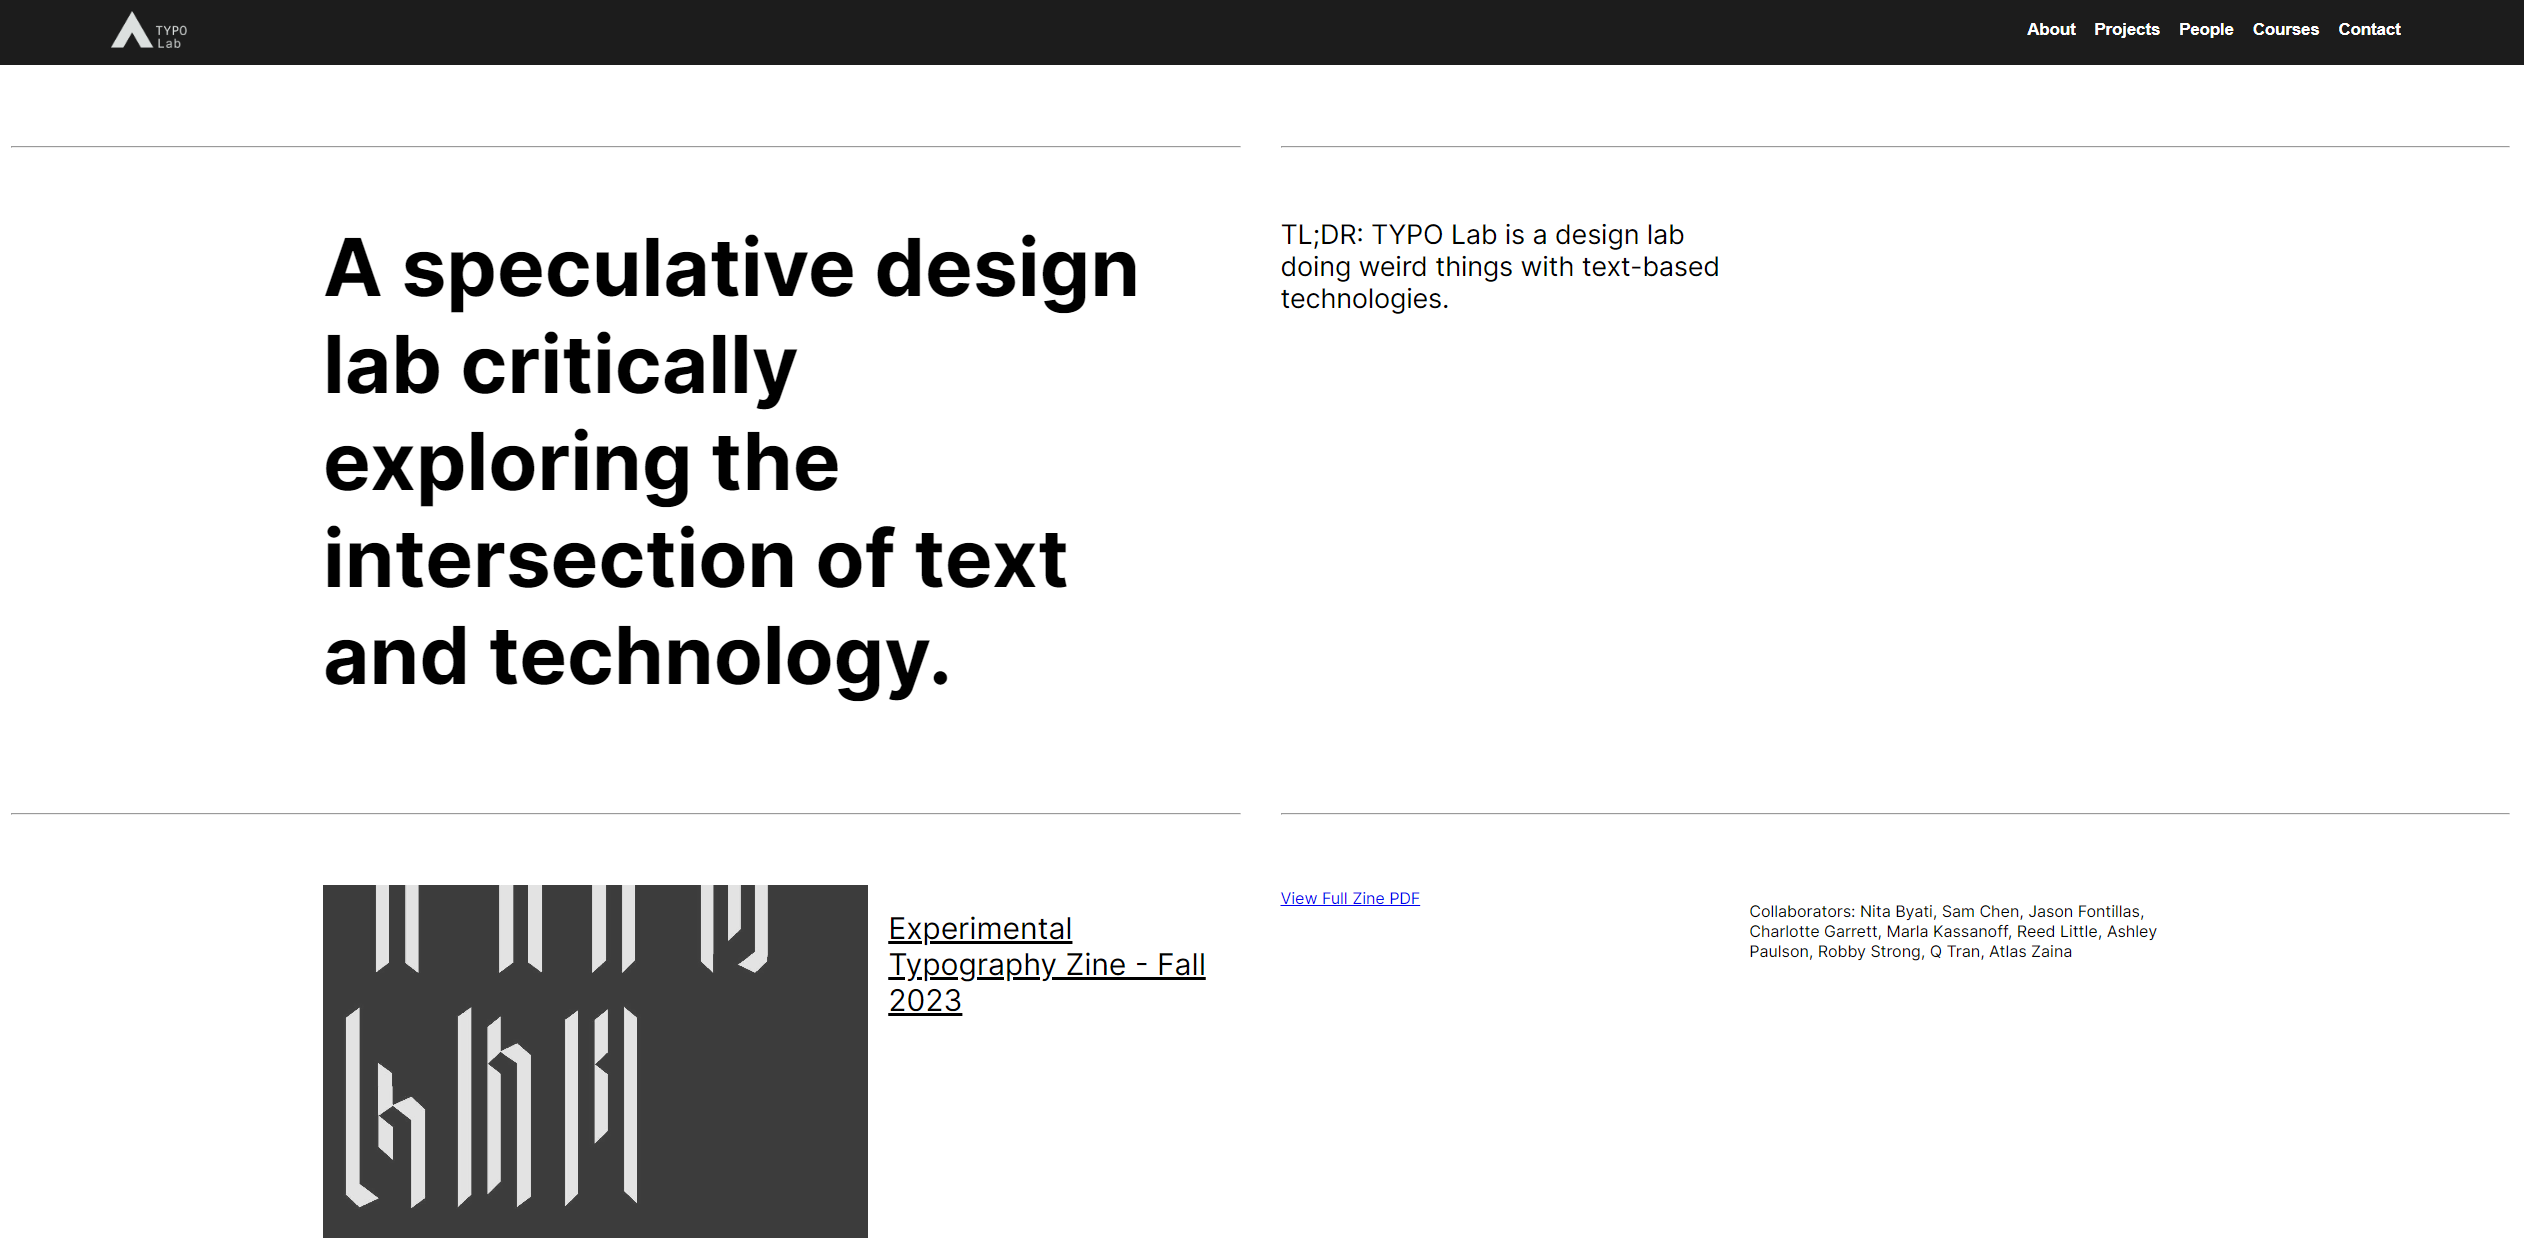 TYPO
Lab
About Projects People Courses Contact
A speculative design
lab critically
exploring the
intersection of text
and technology.
TL;DR: TYPO Lab is a design lab
doing weird things with text-based
technologies.
Experimental
Typography Zine - Fall
2023
View Full Zine PDF
Collaborators: Nita Byati, Sam Chen, Jason Fontillas,
Charlotte Garrett, Marla Kassanoff, Reed Little, Ashley
Paulson, Robby Strong, Q Tran, Atlas Zaina